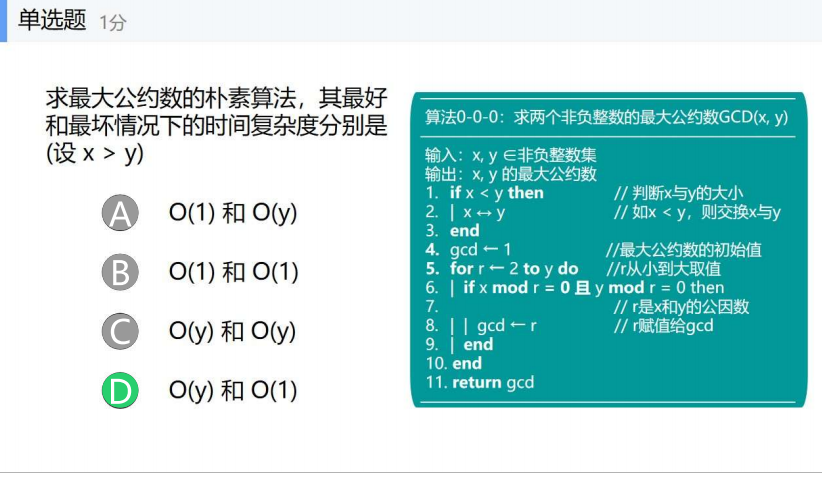 单选题 1分
求最大公约数的朴素算法，其最好
和最坏情况下的时间复杂度分别是
(设 x > y)
A O(1) 和 O(y)
B O(1) 和 O(1)
C O(y) 和 O(y)
D O(y) 和 O(1)
算法0-0-0：求两个非负整数的最大公约数GCD(x, y)
输入：x, y ∈非负整数集
输出：x, y 的最大公约数
1. if x < y then // 判断x与y的大小
2. | x ↔ y // 如x < y，则交换x与y
3. end
4. gcd ← 1 //最大公约数的初始值
5. for r ← 2 to y do //r从小到大取值
6. | if x mod r = 0 且 y mod r = 0 then
7. // r是x和y的公因数
8. | | gcd ← r // r赋值给gcd
9. | end
10. end
11. return gcd